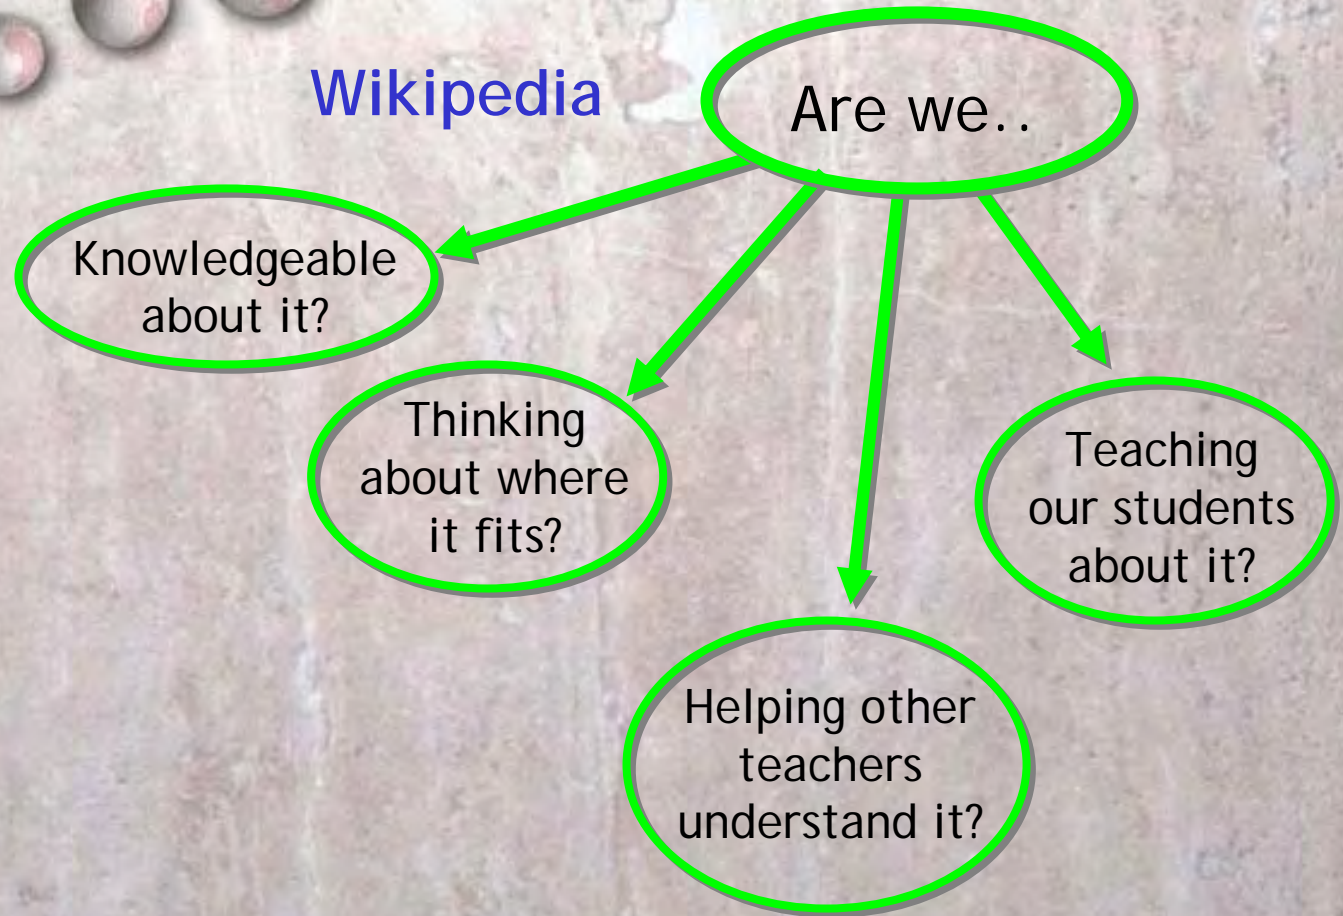 Wikipedia
Are we..
Knowledgeable
about it?
Thinking
about where
it fits?
Helping other
teachers
understand it?
Teaching
our students
about it?